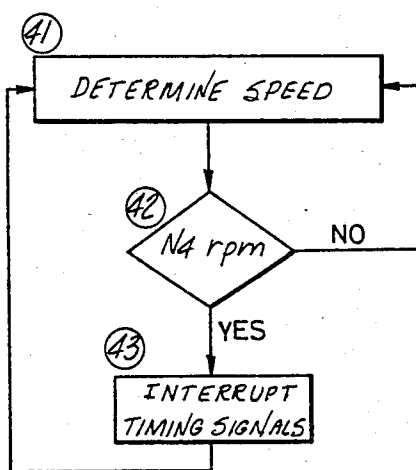 41
DETERMINE SPEED
42
N4 rpm
NO
YES
43
INTERRUPT
TIMING SIGNALS